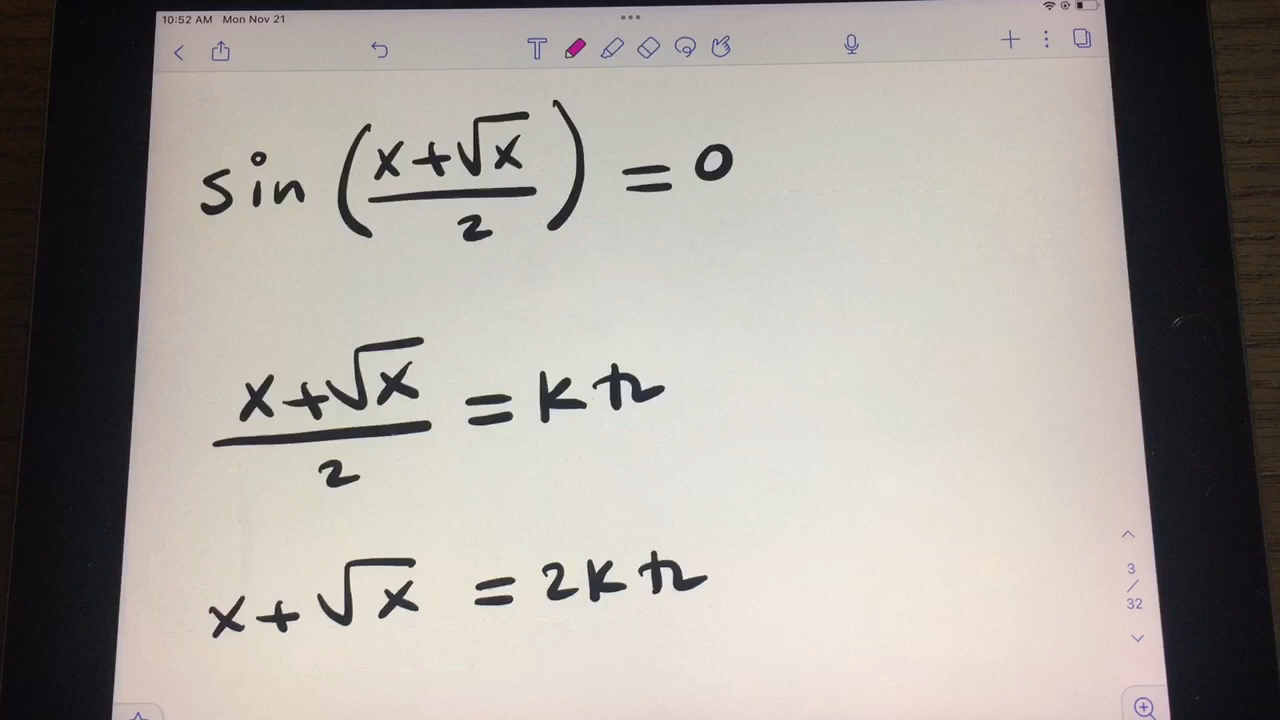 10:52 AM Mon Nov 21
T
sin (x+√x / 2) = 0
x+√x / 2 = kπ
x+√x = 2kπ
3
/
32